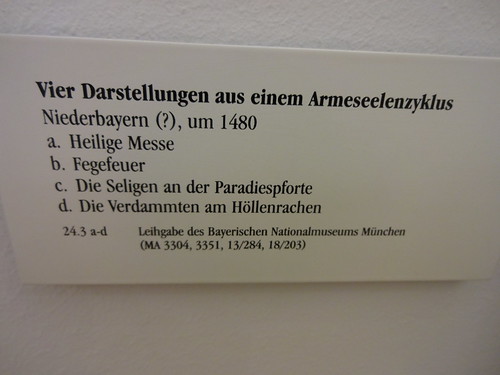 Vier Darstellungen aus einem Armeseelenzyklus
Niederbayern (?), um 1480
a. Heilige Messe
b. Fegefeuer
c. Die Seligen an der Paradiespforte
d. Die Verdammten am Höllenrachen
24.3 a-d Leihgabe des Bayerischen Nationalmuseums München
(MA 3304, 3351, 13/284, 18/203)